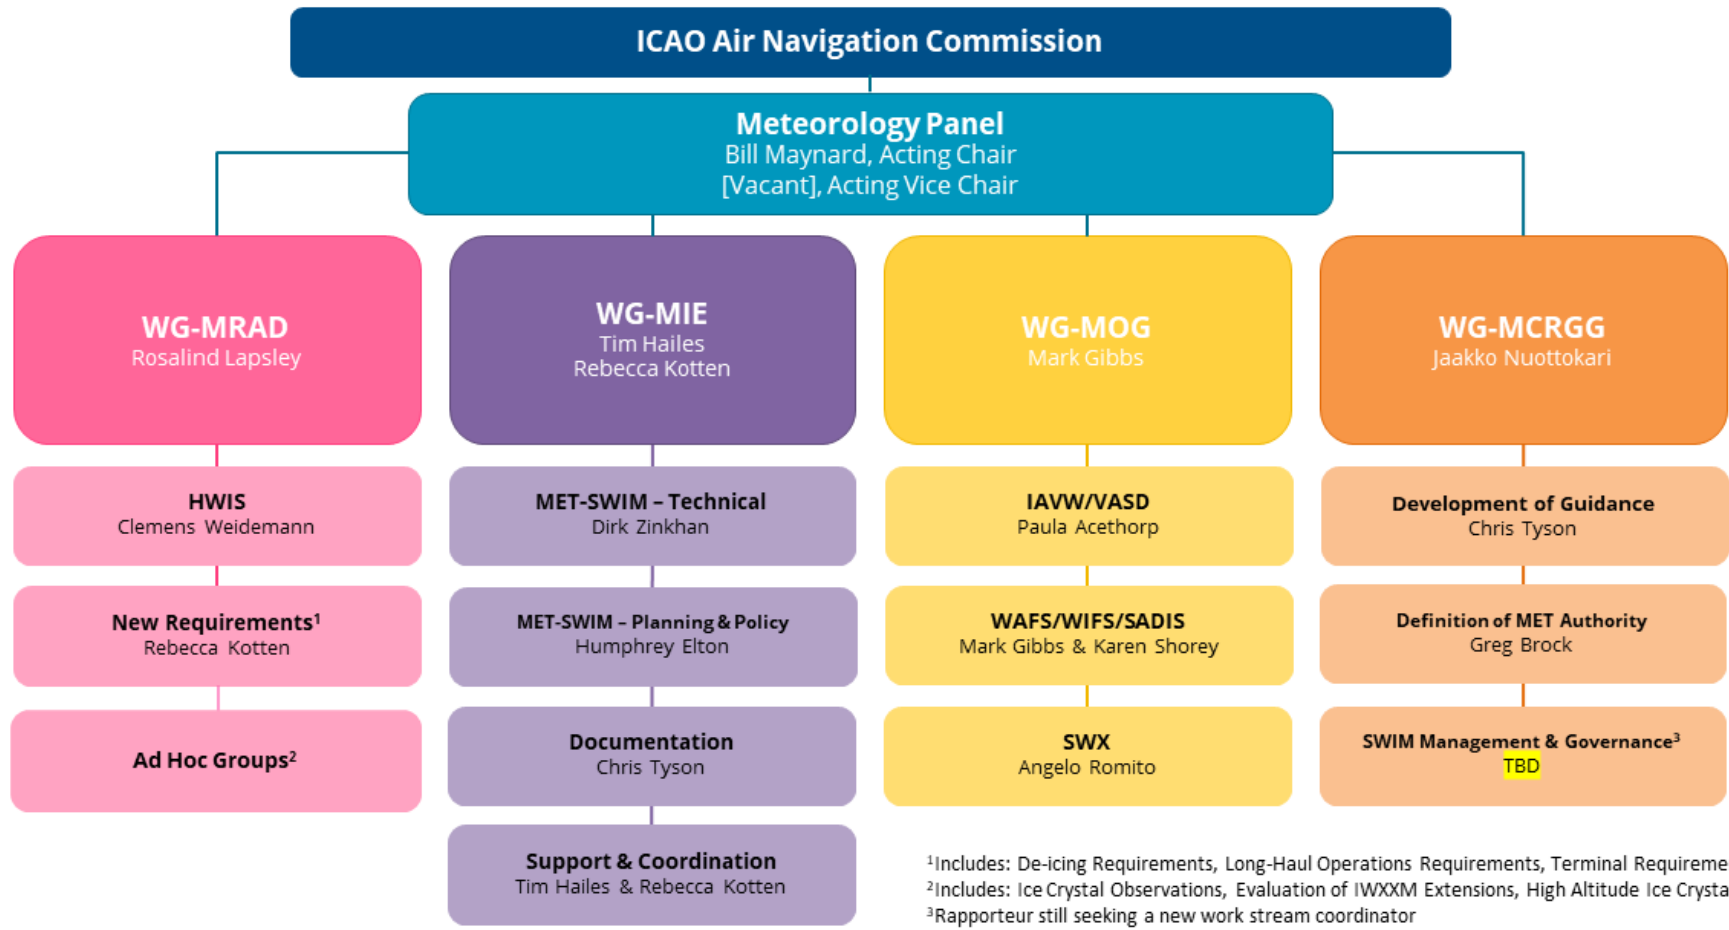 ICAO Air Navigation Commission
Meteorology Panel
Bill Maynard, Acting Chair
[Vacant], Acting Vice Chair
WG-MRAD
Rosalind Lapsley
HWIS
Clemens Weidemann
New Requirements¹
Rebecca Kotten
Ad Hoc Groups²
WG-MIE
Tim Hailes
Rebecca Kotten
MET-SWIM – Technical
Dirk Zinkhan
MET-SWIM – Planning & Policy
Humphrey Elton
Documentation
Chris Tyson
Support & Coordination
Tim Hailes & Rebecca Kotten
WG-MOG
Mark Gibbs
IAVW/VASD
Paula Acethorp
WAFS/WIFS/SADIS
Mark Gibbs & Karen Shorey
SWX
Angelo Romito
WG-MCRGG
Jaakko Nuottokari
Development of Guidance
Chris Tyson
Definition of MET Authority
Greg Brock
SWIM Management & Governance³
TBD
¹Includes: De-icing Requirements, Long-Haul Operations Requirements, Terminal Requireme
²Includes: Ice Crystal Observations, Evaluation of IWXXM Extensions, High Altitude Ice Crysta
³Rapporteur still seeking a new work stream coordinator